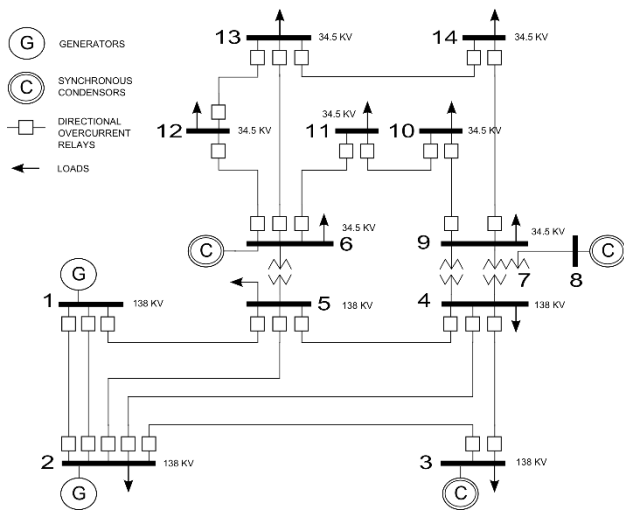 G GENERATORS
C SYNCHRONOUS
CONDENSORS
DIRECTIONAL
OVERCURRENT
RELAYS
LOADS
13 34.5 KV
14 34.5 KV
12 34.5 KV
34.5 KV
11
10 34.5 KV
34.5 KV
C 6
9 34.5 KV
7
8 C
G
1 138 KV
5 138 KV
4 138 KV
2 138 KV
3 138 KV
G
C